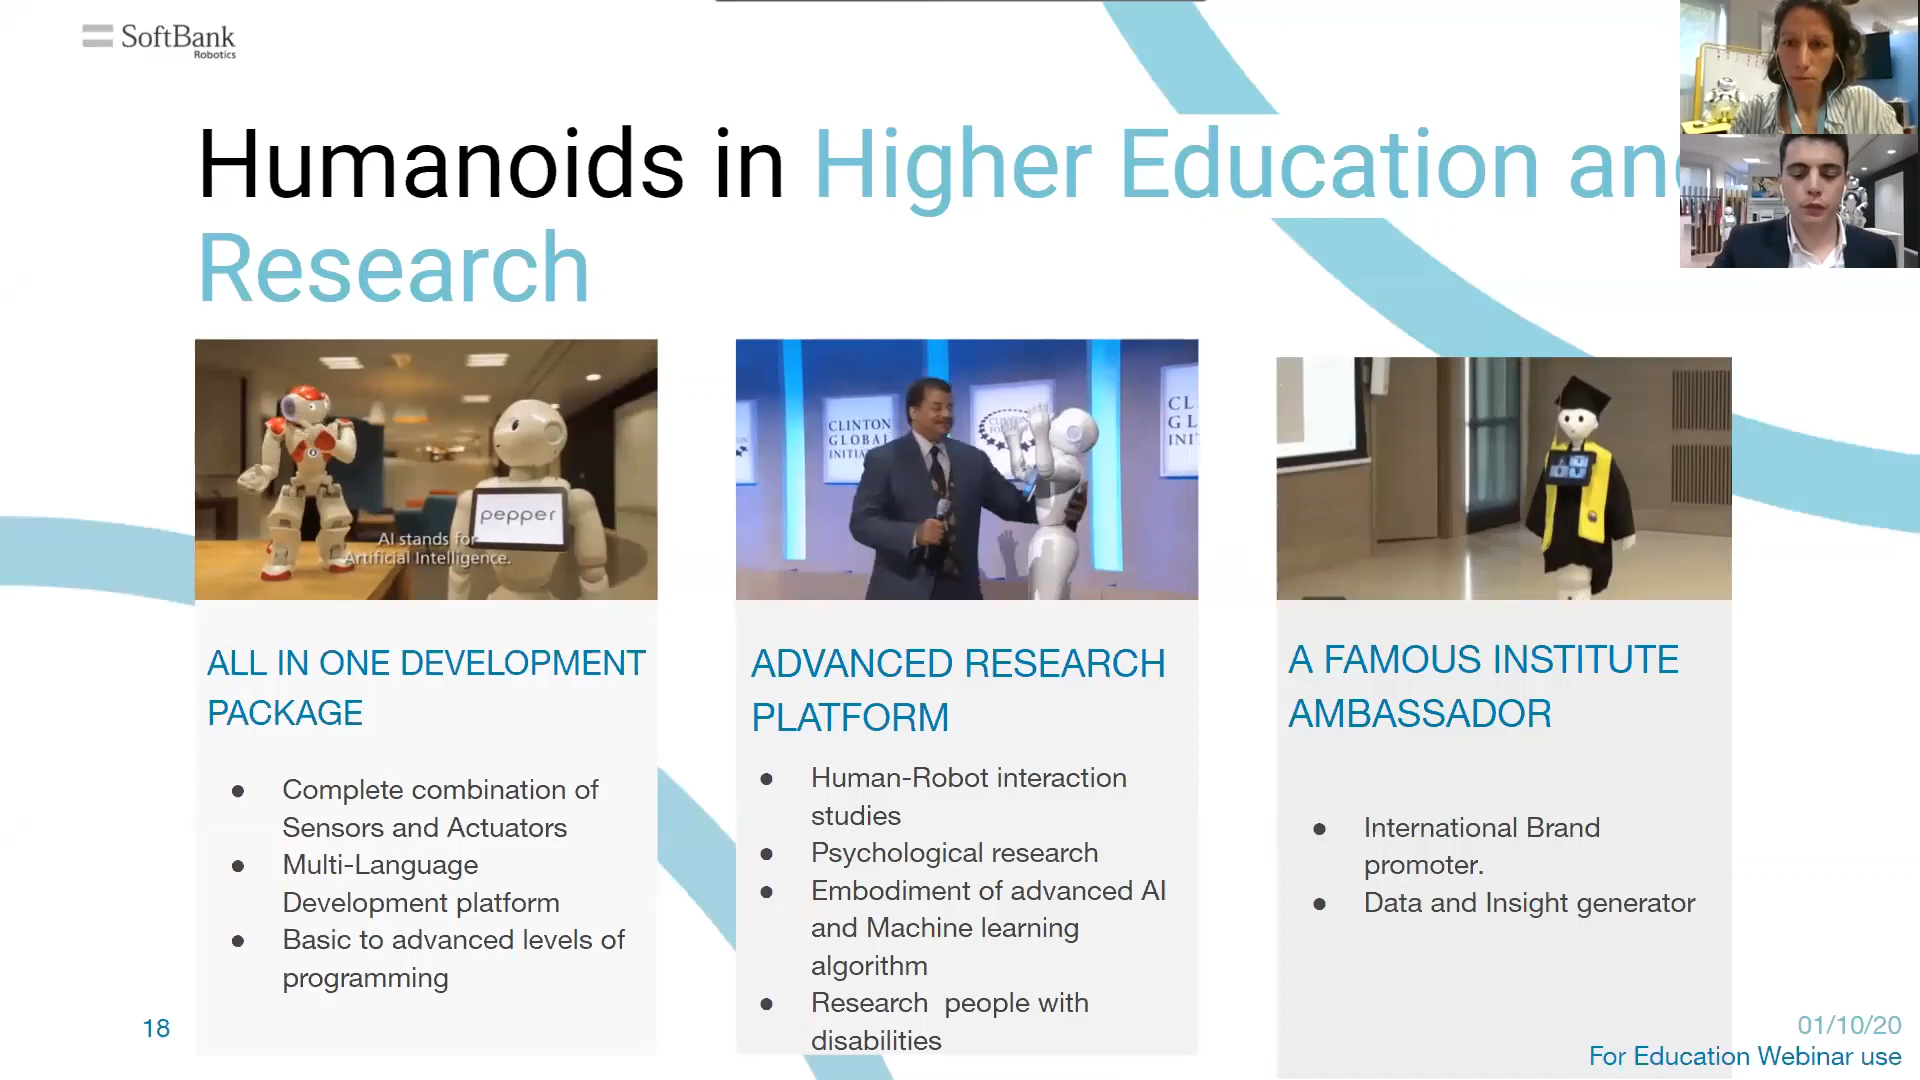 SoftBank
Robotics
Humanoids in Higher Education an
Research
pepper
AI stands for
Artificial Intelligence.
CLINTON
GLOBAL
INITIA
CLINTON
CL
GL
INI
ALL IN ONE DEVELOPMENT
PACKAGE
● Complete combination of
Sensors and Actuators
● Multi-Language
Development platform
● Basic to advanced levels of
programming
ADVANCED RESEARCH
PLATFORM
● Human-Robot interaction
studies
● Psychological research
● Embodiment of advanced AI
and Machine learning
algorithm
● Research  people with
disabilities
A FAMOUS INSTITUTE
AMBASSADOR
● International Brand
promoter.
● Data and Insight generator
18
01/10/20
For Education Webinar use